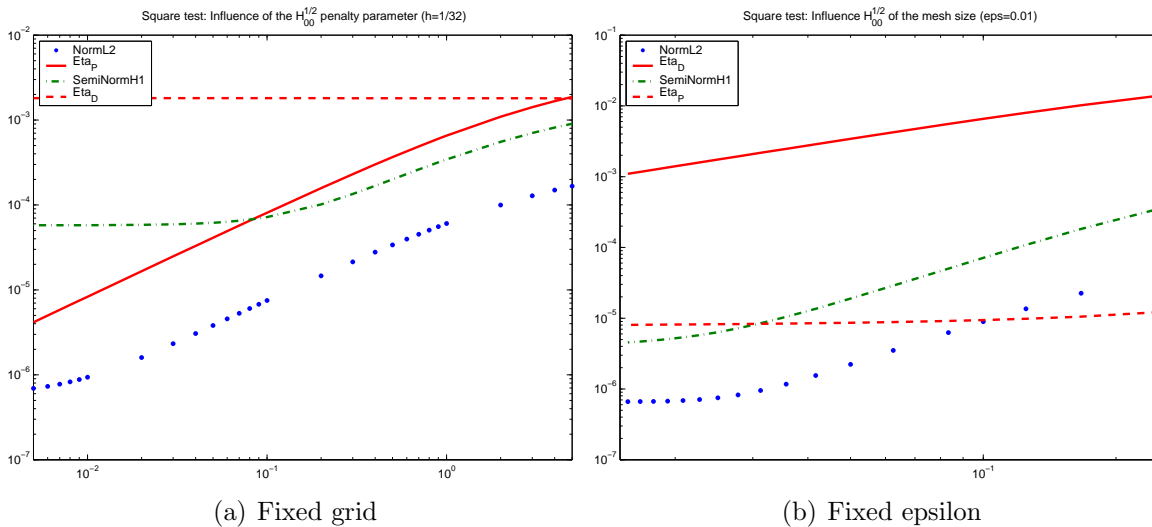 Square test: Influence of the H_{00}^{1/2} penalty parameter (h=1/32)
10^{-2}
10^{-3}
10^{-4}
10^{-5}
10^{-6}
10^{-7}
NormL2
Eta_P
SemiNormH1
Eta_D
10^{-2}
10^{-1}
10^{0}
(a) Fixed grid
Square test: Influence H_{00}^{1/2} of the mesh size (eps=0.01)
10^{-1}
10^{-2}
10^{-3}
10^{-4}
10^{-5}
10^{-6}
10^{-7}
NormL2
Eta_D
SemiNormH1
Eta_P
10^{-1}
(b) Fixed epsilon